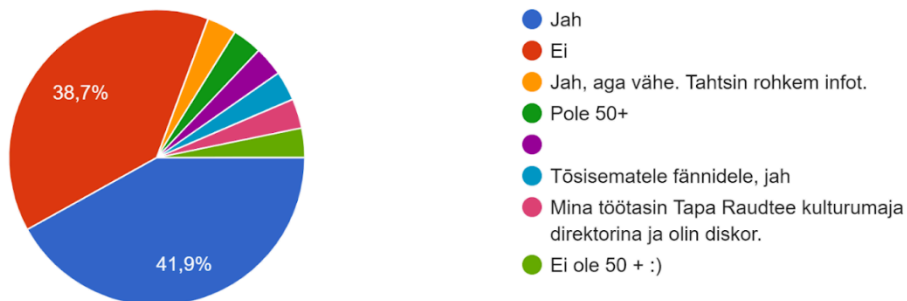 Jah
Ei
38,7%
Jah, aga vähe. Tahtsin rohkem infot.
Pole 50+
Tõsisematele fännidele, jah
Mina töötasin Tapa Raudtee kulturumaja
direktorina ja olin diskor.
Ei ole 50 + :)
41,9%